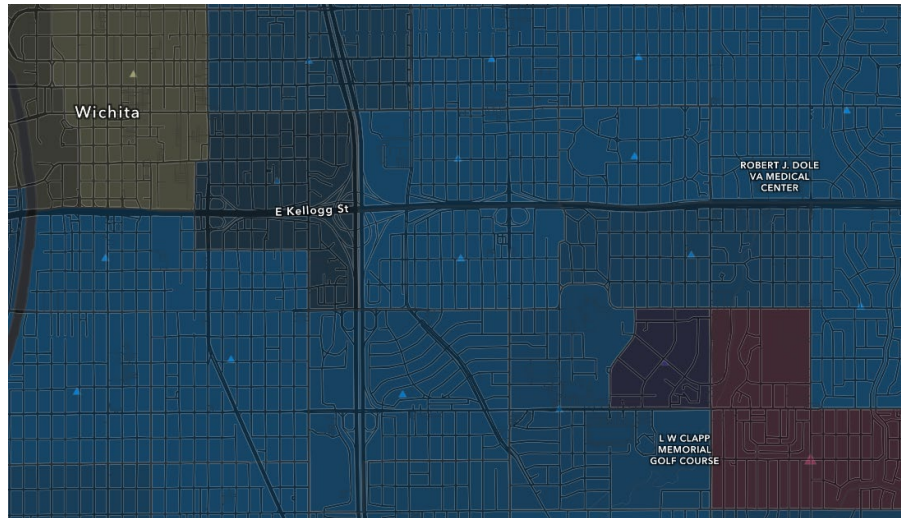 Wichita
ROBERT J. DOLE
VA MEDICAL
CENTER
E Kellogg St
L W CLAPP
MEMORIAL
GOLF COURSE